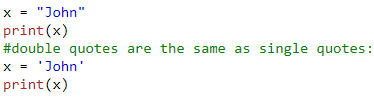 x = "John"
print(x)
#double quotes are the same as single quotes:
x = 'John'
print(x)